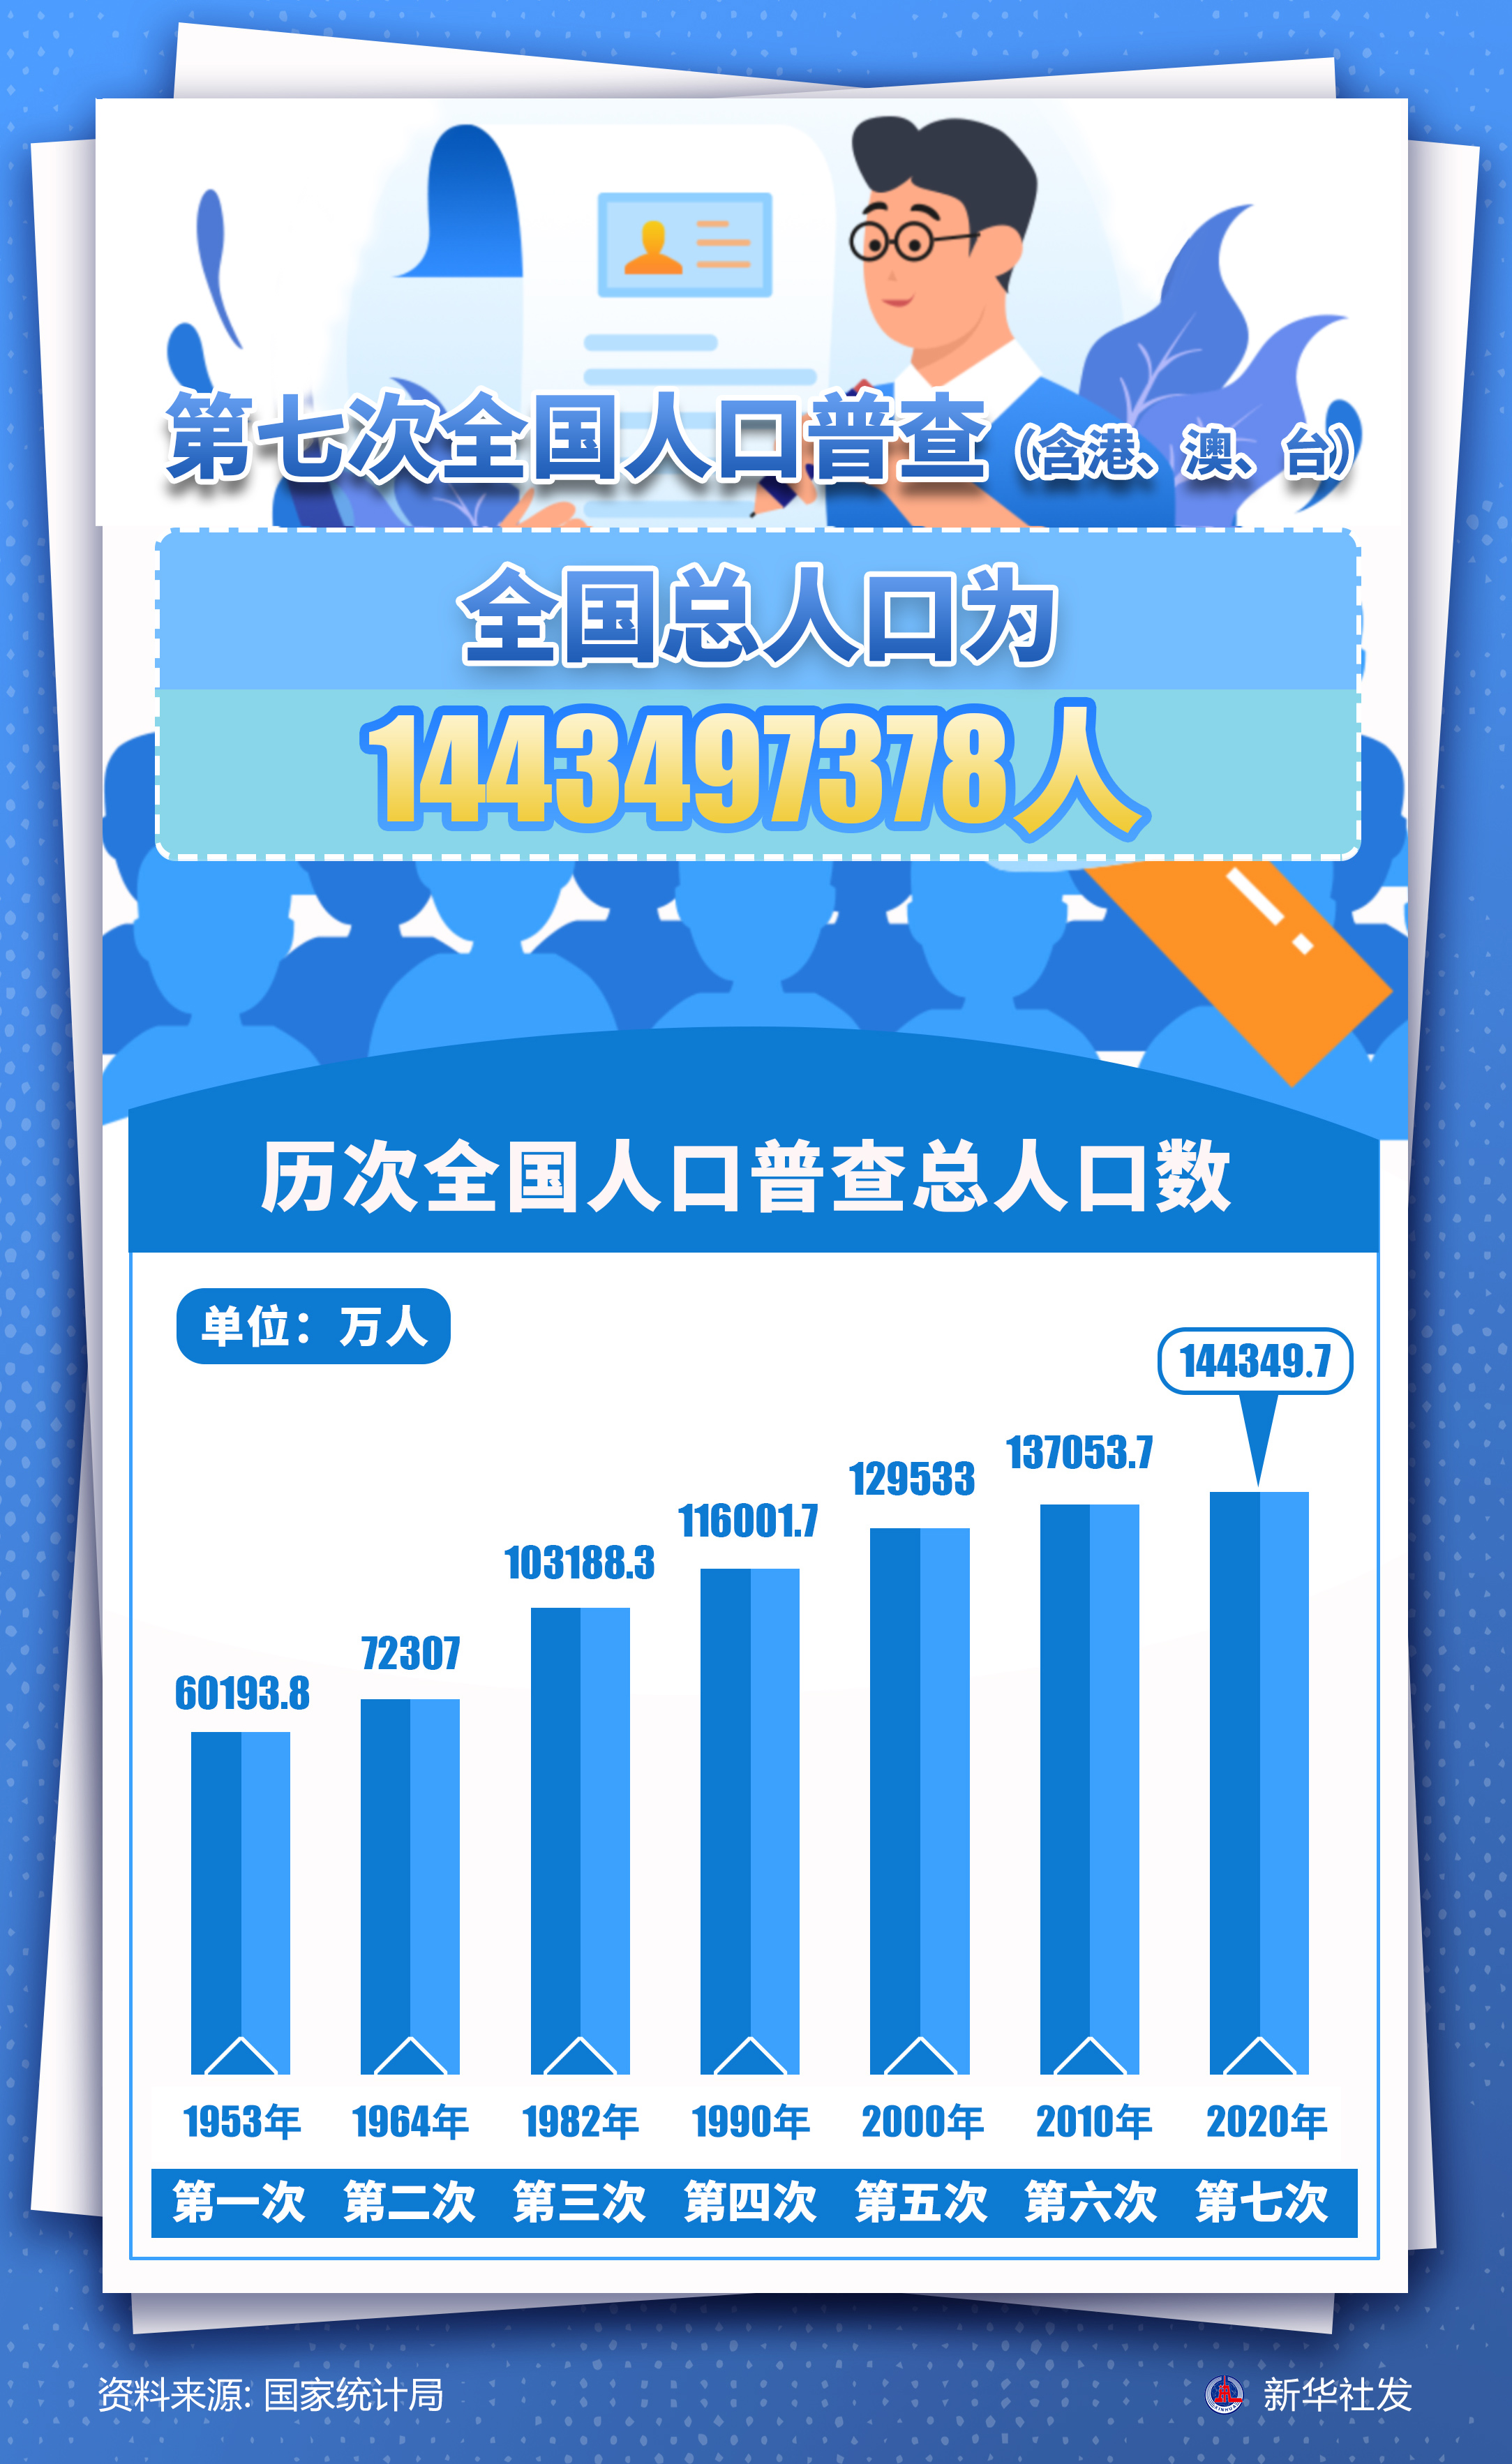 第七次全国人口普查（含港、澳、台）
全国总人口为
1443497378人
历次全国人口普查总人口数
单位：万人
144349.7
137053.7
129533
116001.7
103188.3
72307
60193.8
1953年 1964年 1982年 1990年 2000年 2010年 2020年
第一次 第二次 第三次 第四次 第五次 第六次 第七次
资料来源: 国家统计局
新华社发